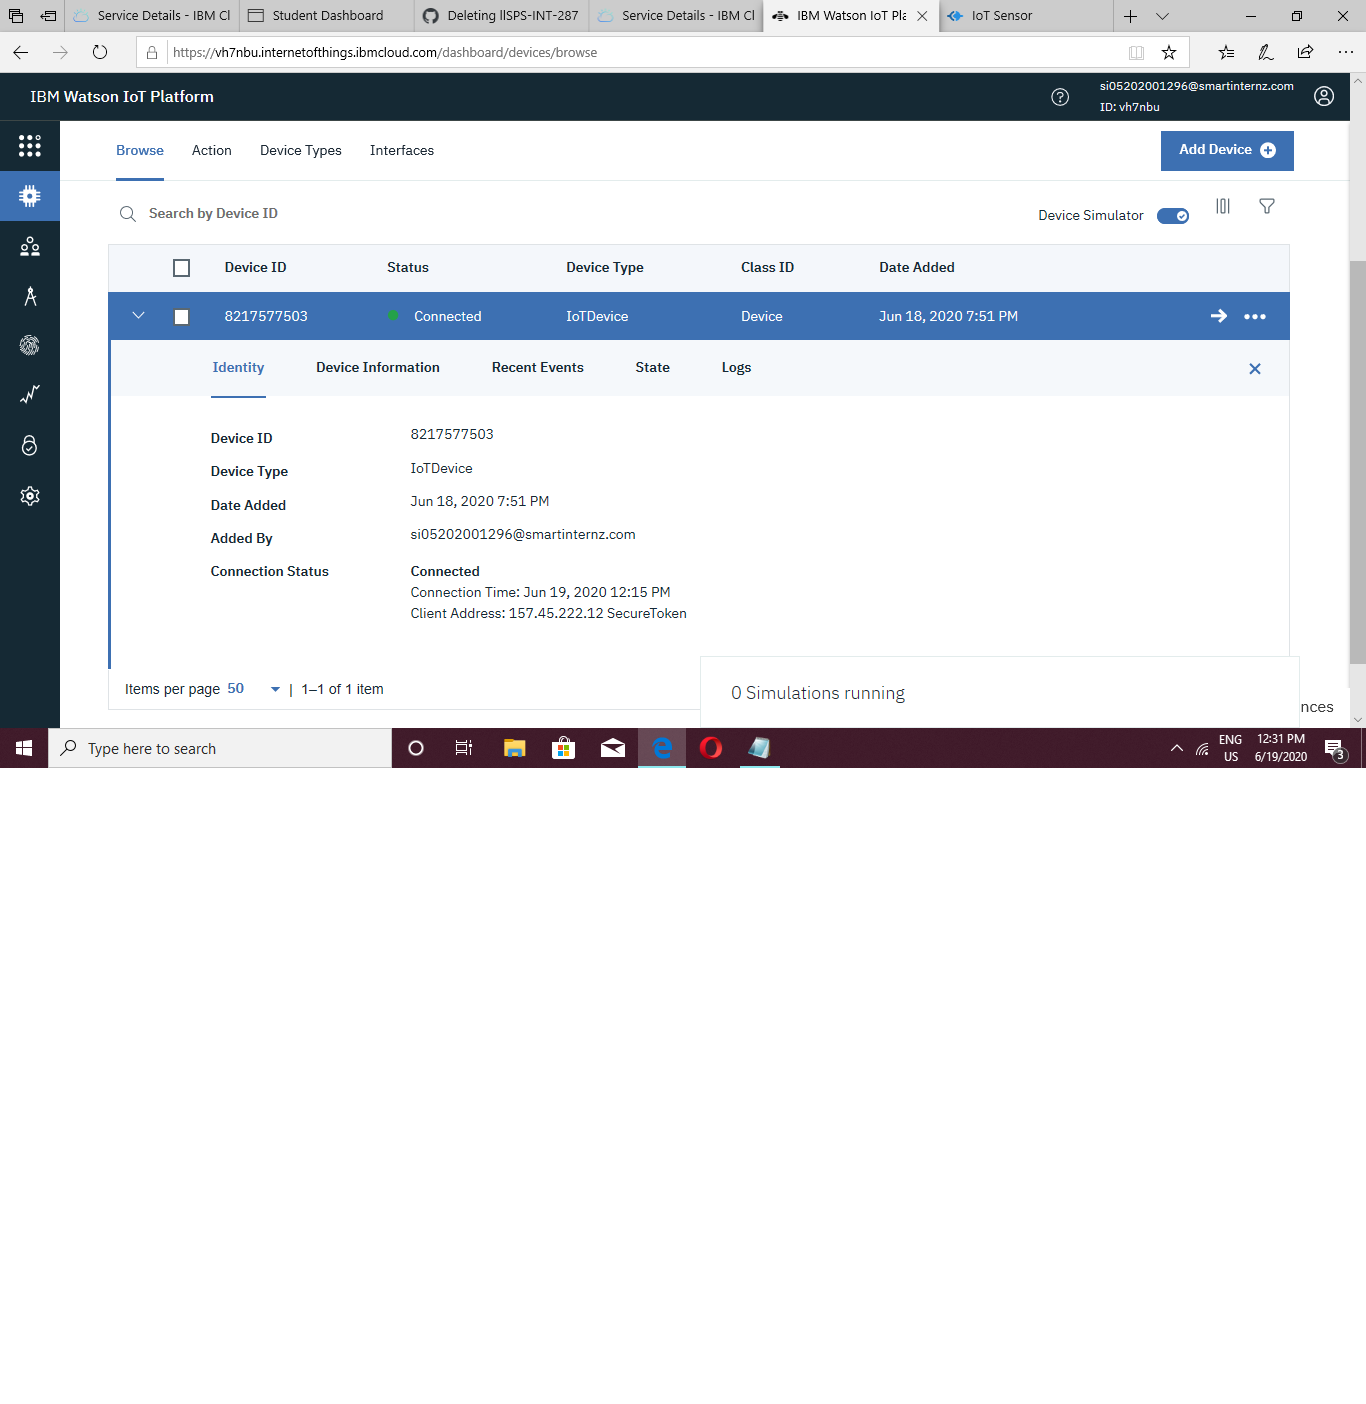 Service Details - IBM Cl
Student Dashboard
Deleting llSPS-INT-287
Service Details - IBM Cl
IBM Watson IoT Pla
IoT Sensor
https://vh7nbu.internetofthings.ibmcloud.com/dashboard/devices/browse
IBM Watson IoT Platform
si05202001296@smartinternz.com
ID: vh7nbu
Browse Action Device Types Interfaces
Add Device
Search by Device ID
Device Simulator
Device ID Status Device Type Class ID Date Added
8217577503 Connected IoTDevice Device Jun 18, 2020 7:51 PM
Identity Device Information Recent Events State Logs
Device ID 8217577503
Device Type IoTDevice
Date Added Jun 18, 2020 7:51 PM
Added By si05202001296@smartinternz.com
Connection Status Connected
Connection Time: Jun 19, 2020 12:15 PM
Client Address: 157.45.222.12 SecureToken
Items per page 50 | 1–1 of 1 item
0 Simulations running
nces
Type here to search
ENG
US
12:31 PM
6/19/2020
3